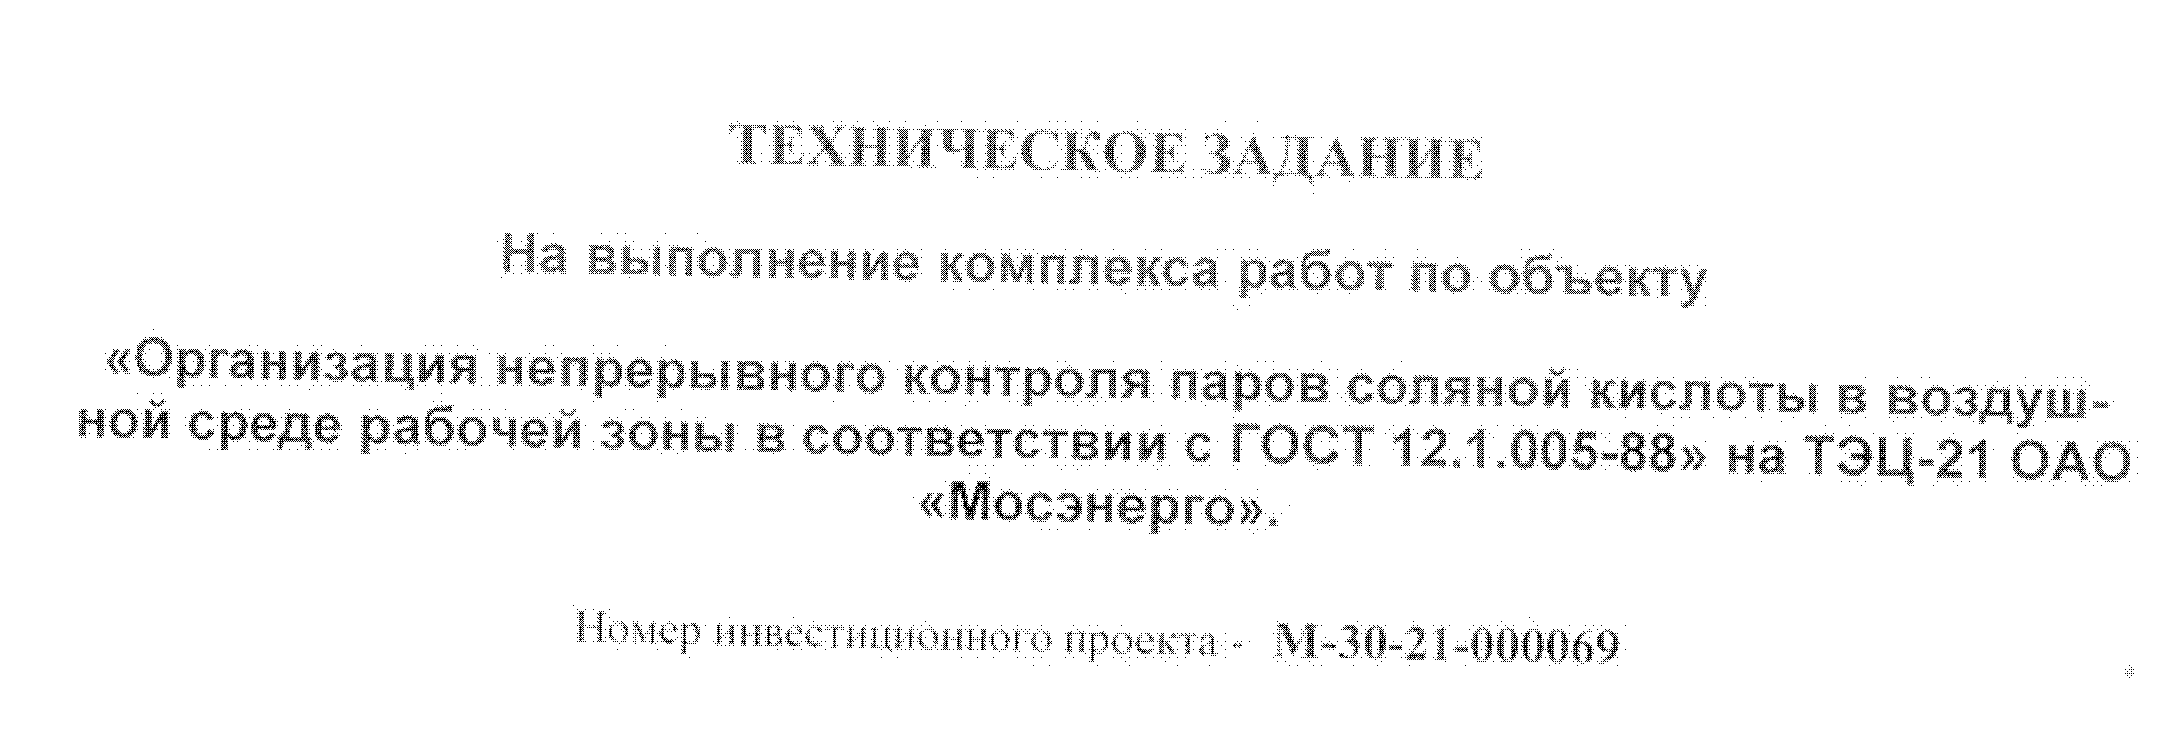 ТЕХНИЧЕСКОЕ ЗАДАНИЕ
На выполнение комплекса работ по объекту
«Организация непрерывного контроля паров соляной кислоты в воздуш-
ной среде рабочей зоны в соответствии с ГОСТ 12.1.005-88» на ТЭЦ-21 ОАО
«Мосэнерго».
Номер инвестиционного проекта - М-30-21-000069